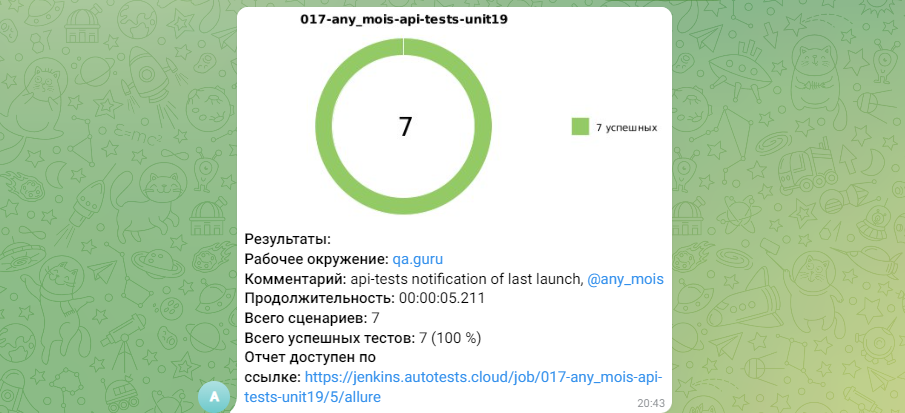 017-any_mois-api-tests-unit19
7
7 успешных
Результаты:
Рабочее окружение: qa.guru
Комментарий: api-tests notification of last launch, @any_mois
Продолжительность: 00:00:05.211
Всего сценариев: 7
Всего успешных тестов: 7 (100 %)
Отчет доступен по
ссылке: https://jenkins.autotests.cloud/job/017-any_mois-api-
tests-unit19/5/allure
A
20:43